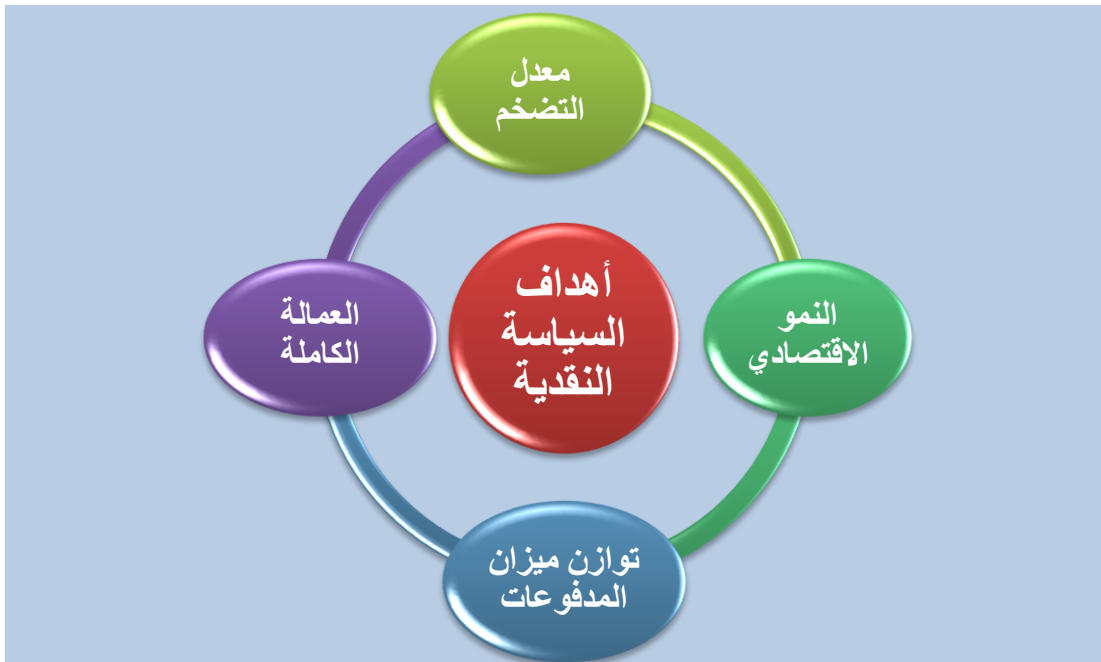 معدل
التضخم
أهداف
السياسة
النقدية
النمو
الاقتصادي
العمالة
الكاملة
توازن ميزان
المدفوعات